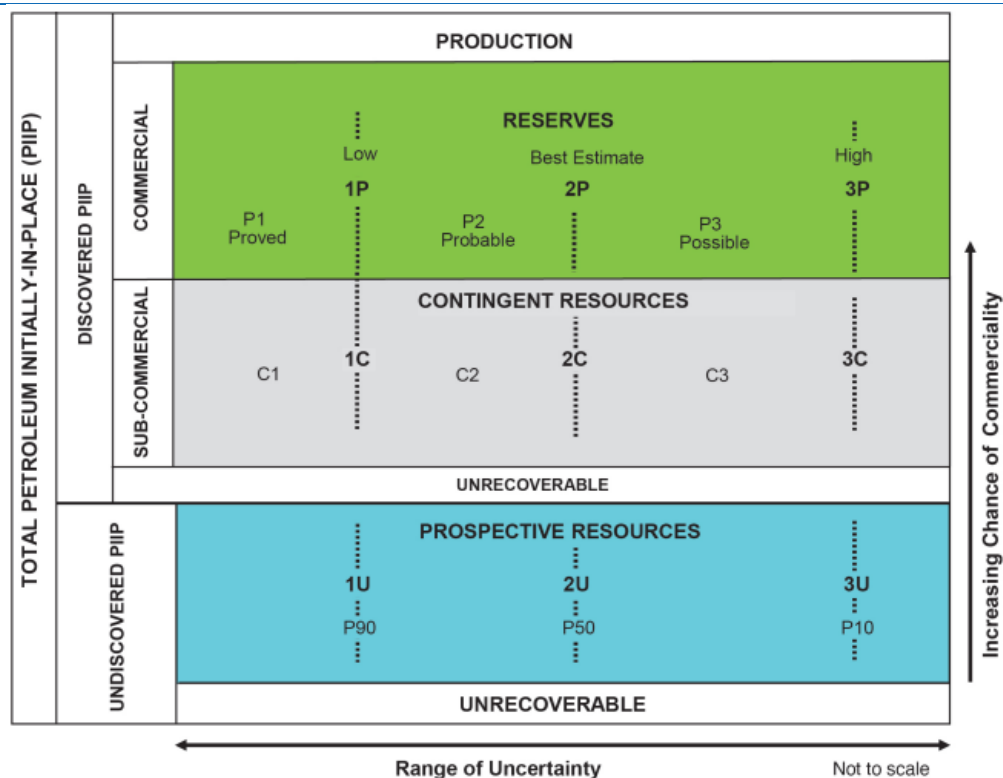 TOTAL PETROLEUM INITIALLY-IN-PLACE (PIIP)
DISCOVERED PIIP
UNDISCOVERED PIIP
COMMERCIAL
SUB-COMMERCIAL
PRODUCTION
RESERVES
Low
Best Estimate
High
1P
2P
3P
P1
Proved
P2
Probable
P3
Possible
CONTINGENT RESOURCES
1C
2C
3C
C1
C2
C3
UNRECOVERABLE
PROSPECTIVE RESOURCES
1U
2U
3U
P90
P50
P10
UNRECOVERABLE
Increasing Chance of Commerciality
Range of Uncertainty
Not to scale